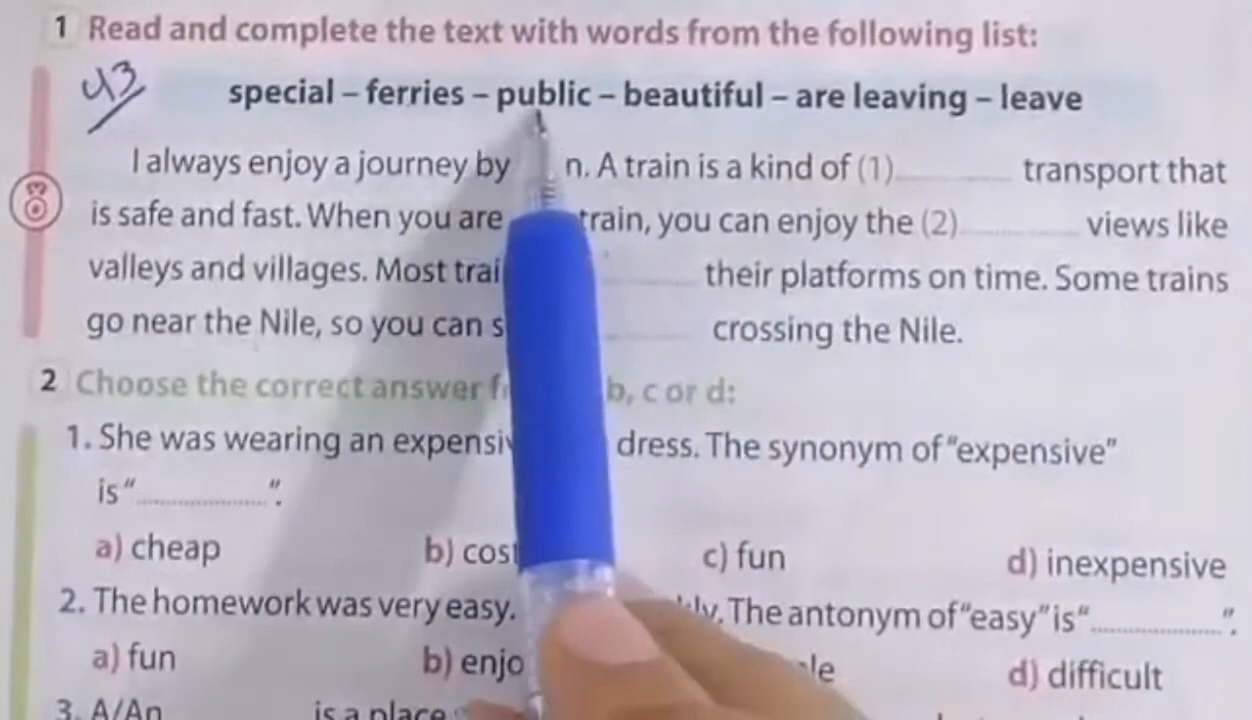 1 Read and complete the text with words from the following list:
43
special – ferries – public – beautiful – are leaving – leave
I always enjoy a journey by n. A train is a kind of (1)............ transport that
is safe and fast. When you are train, you can enjoy the (2)............ views like
valleys and villages. Most ............ their platforms on time. Some trains
go near the Nile, so you can ............ crossing the Nile.
2 Choose the correct answer b, c or d:
1. She was wearing an dress. The synonym of “expensive”
is “............”.
a) cheap b) c) fun d) inexpensive
2. The homework was very easy. The antonym of “easy” is “............”.
a) fun b) d) difficult
3. A/An is a place